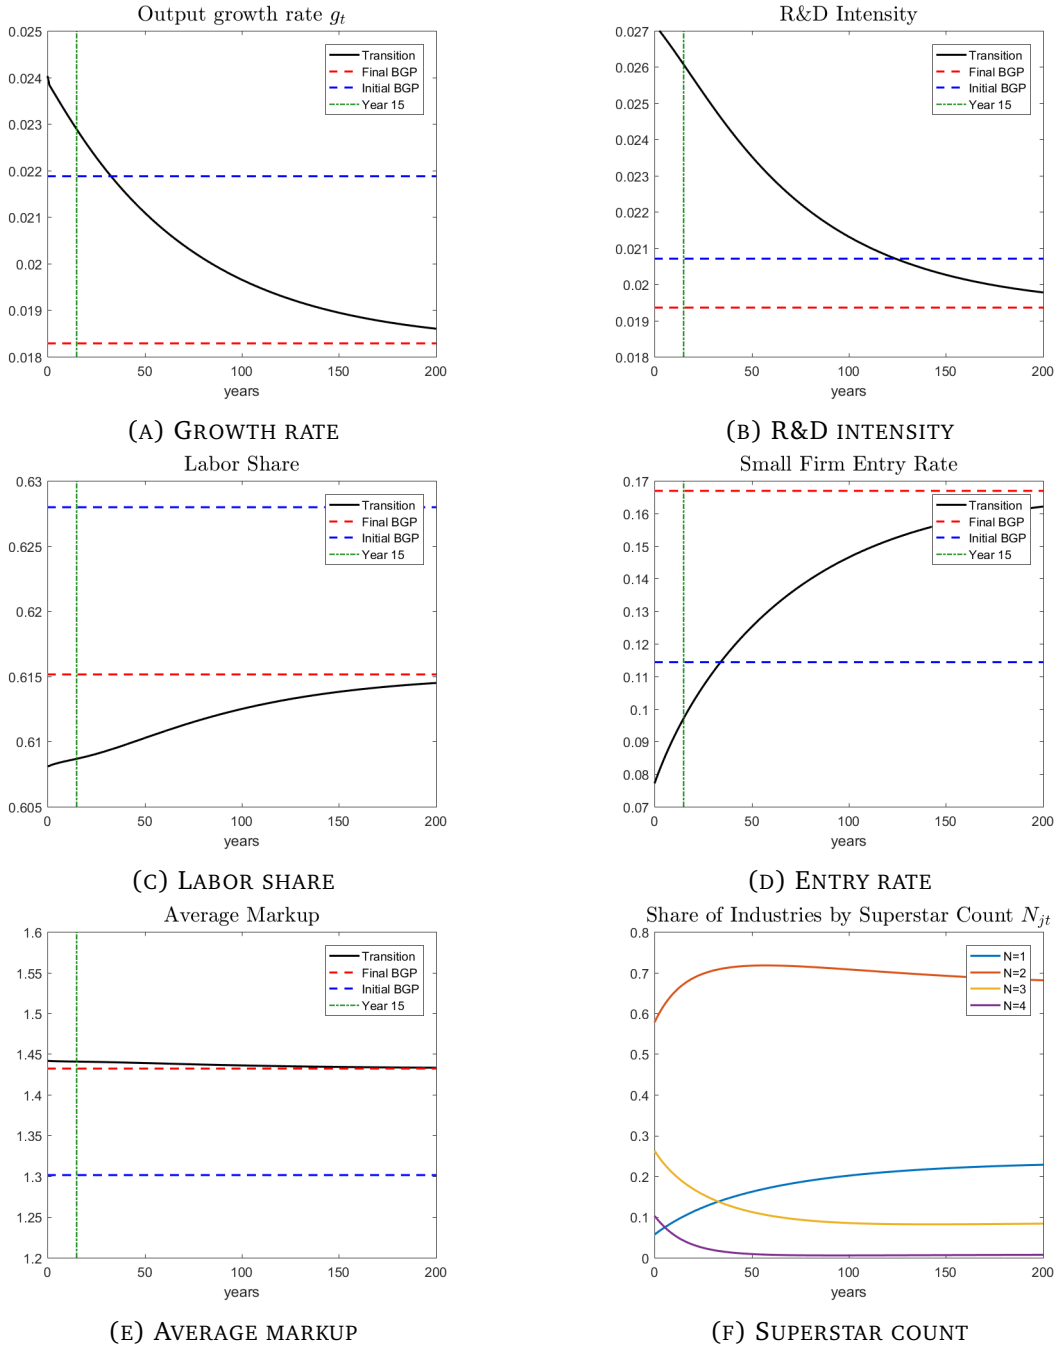 Output growth rate g_t
0.025
0.024
0.023
0.022
0.021
0.02
0.019
0.018
0
50
100
150
200
years
Transition
Final BGP
Initial BGP
Year 15
(A) GROWTH RATE
R&D Intensity
0.027
0.026
0.025
0.024
0.023
0.022
0.021
0.02
0.019
0.018
0
50
100
150
200
years
Transition
Final BGP
Initial BGP
Year 15
(B) R&D INTENSITY
Labor Share
0.63
0.625
0.62
0.615
0.61
0.605
0
50
100
150
200
years
Transition
Final BGP
Initial BGP
Year 15
(C) LABOR SHARE
Small Firm Entry Rate
0.17
0.16
0.15
0.14
0.13
0.12
0.11
0.1
0.09
0.08
0.07
0
50
100
150
200
years
Transition
Final BGP
Initial BGP
Year 15
(D) ENTRY RATE
Average Markup
1.6
1.55
1.5
1.45
1.4
1.35
1.3
1.25
1.2
0
50
100
150
200
years
Transition
Final BGP
Initial BGP
Year 15
(E) AVERAGE MARKUP
Share of Industries by Superstar Count N_{jt}
0.8
0.7
0.6
0.5
0.4
0.3
0.2
0.1
0
0
50
100
150
200
years
N=1
N=2
N=3
N=4
(F) SUPERSTAR COUNT